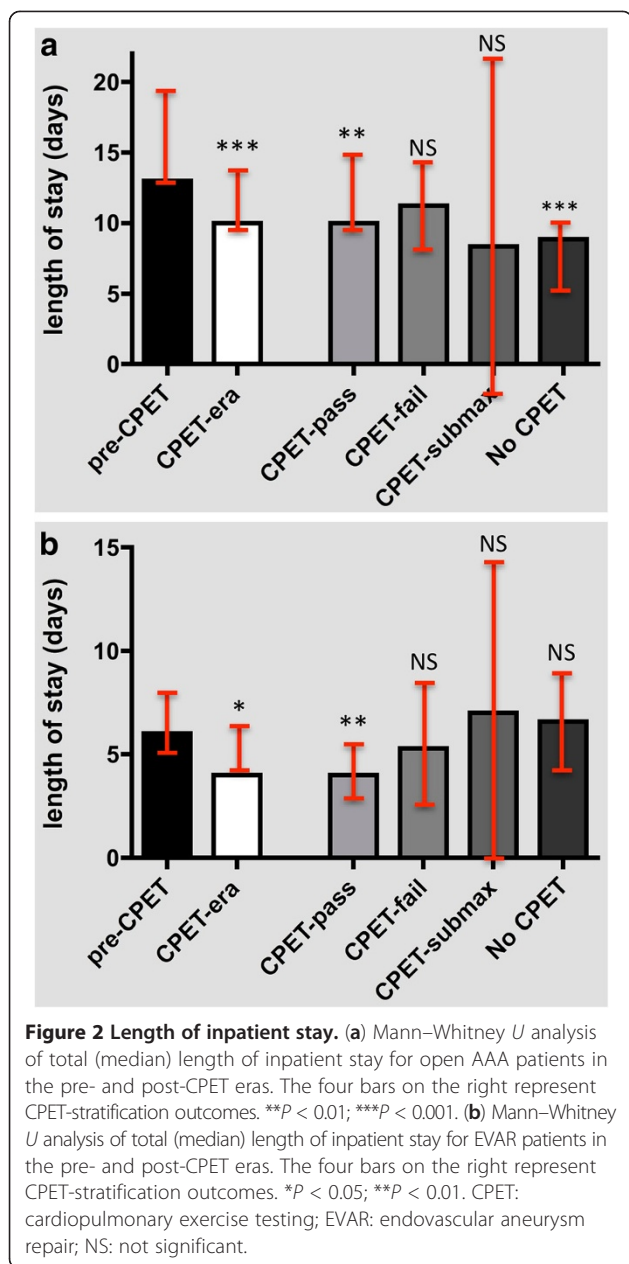 a
NS
20
***
**
NS
15
***
10
5
0
length of stay (days)
pre-CPET
CPET-era
CPET-pass
CPET-fail
CPET-submax
No CPET
b
15
NS
NS
NS
10
*
**
5
0
length of stay (days)
pre-CPET
CPET-era
CPET-pass
CPET-fail
CPET-submax
No CPET
Figure 2 Length of inpatient stay. (a) Mann–Whitney U analysis
of total (median) length of inpatient stay for open AAA patients in
the pre- and post-CPET eras. The four bars on the right represent
CPET-stratification outcomes. **P < 0.01; ***P < 0.001. (b) Mann–Whitney
U analysis of total (median) length of inpatient stay for EVAR patients in
the pre- and post-CPET eras. The four bars on the right represent
CPET-stratification outcomes. *P < 0.05; **P < 0.01. CPET:
cardiopulmonary exercise testing; EVAR: endovascular aneurysm
repair; NS: not significant.